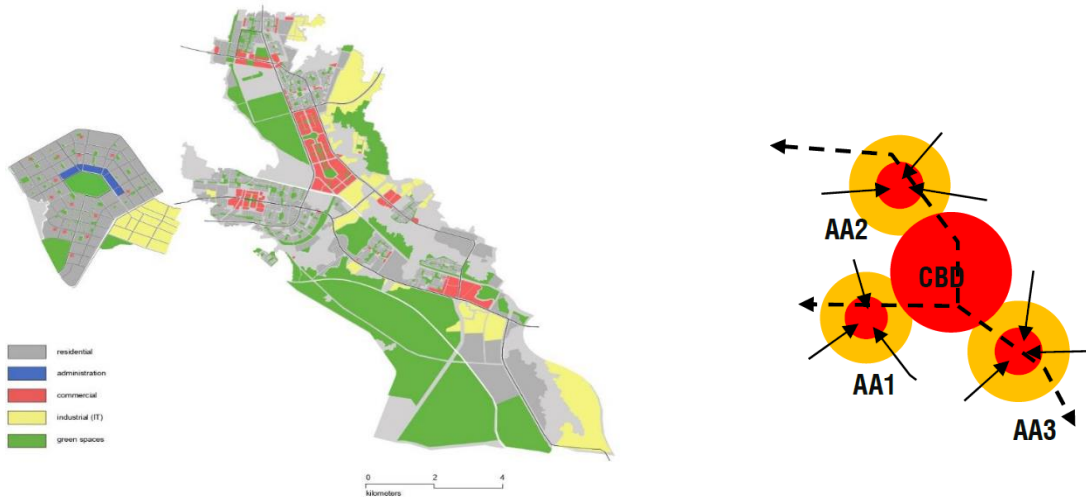 residential
administration
commercial
industrial (IT)
green spaces
0 2 4
kilometers
AA2
CBD
AA1
AA3